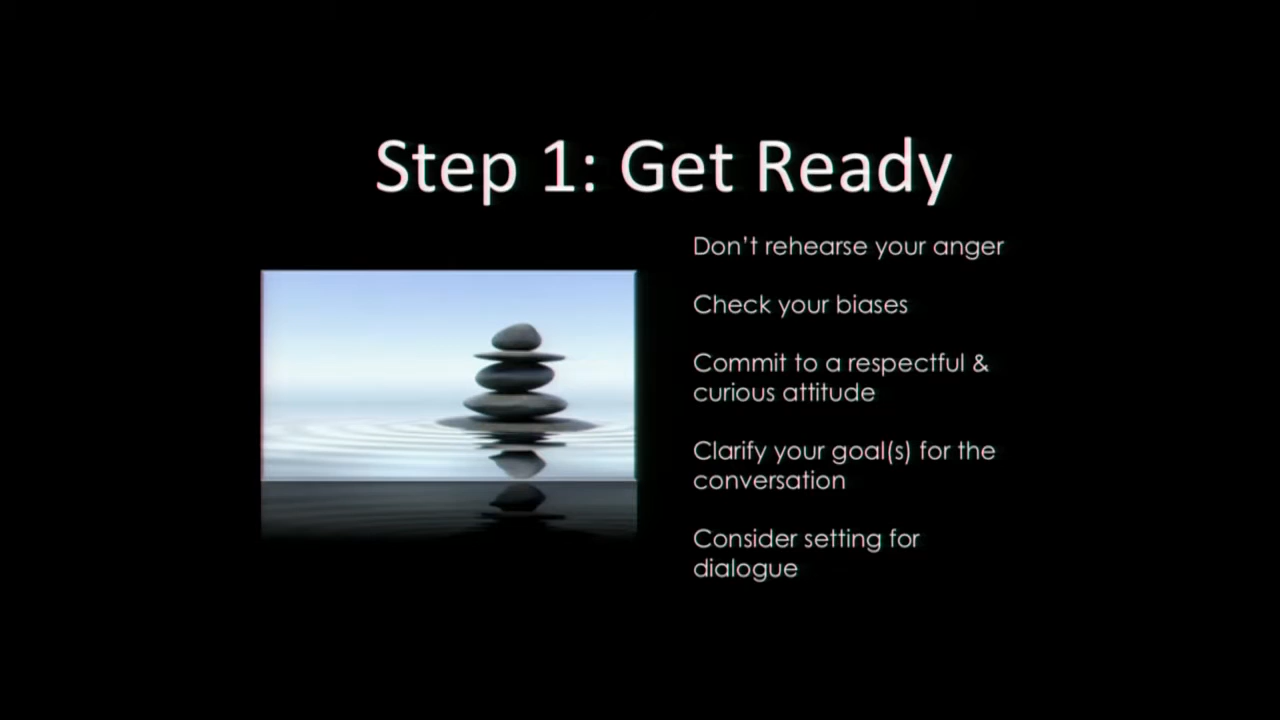 Step 1: Get Ready
Don’t rehearse your anger
Check your biases
Commit to a respectful &
curious attitude
Clarify your goal(s) for the
conversation
Consider setting for
dialogue